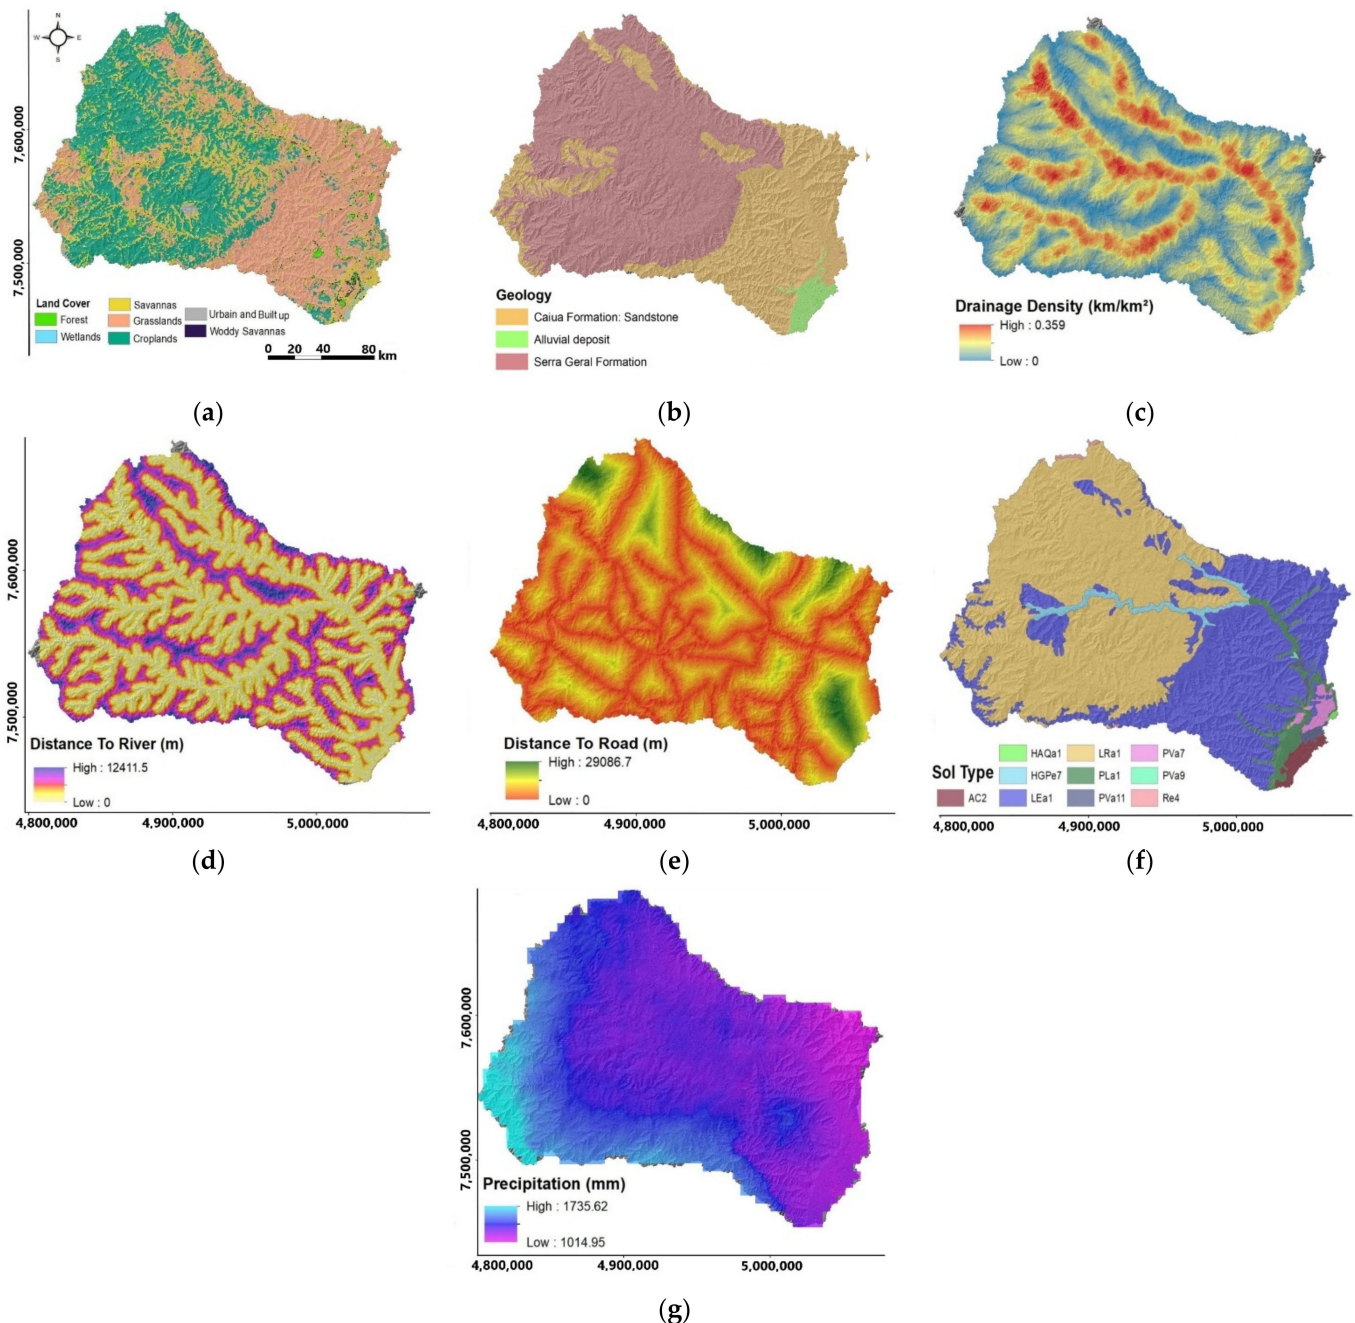 N
W E
S
7,600,000
7,500,000
Land Cover
Forest
Wetlands
Savannas
Grasslands
Croplands
Urbain and Built up
Woddy Savannas
0 20 40 80 km
(a)
Geology
Caiua Formation: Sandstone
Alluvial deposit
Serra Geral Formation
(b)
Drainage Density (km/km²)
High : 0.359
Low : 0
(c)
7,600,000
7,500,000
Distance To River (m)
High : 12411.5
Low : 0
4,800,000 4,900,000 5,000,000
(d)
Distance To Road (m)
High : 29086.7
Low : 0
4,800,000 4,900,000 5,000,000
(e)
Sol Type
AC2
HAQa1
HGPe7
LEa1
LRa1
PLa1
PVa11
PVa7
PVa9
Re4
4,800,000 4,900,000 5,000,000
(f)
7,600,000
7,500,000
Precipitation (mm)
High : 1735.62
Low : 1014.95
4,800,000 4,900,000 5,000,000
(g)